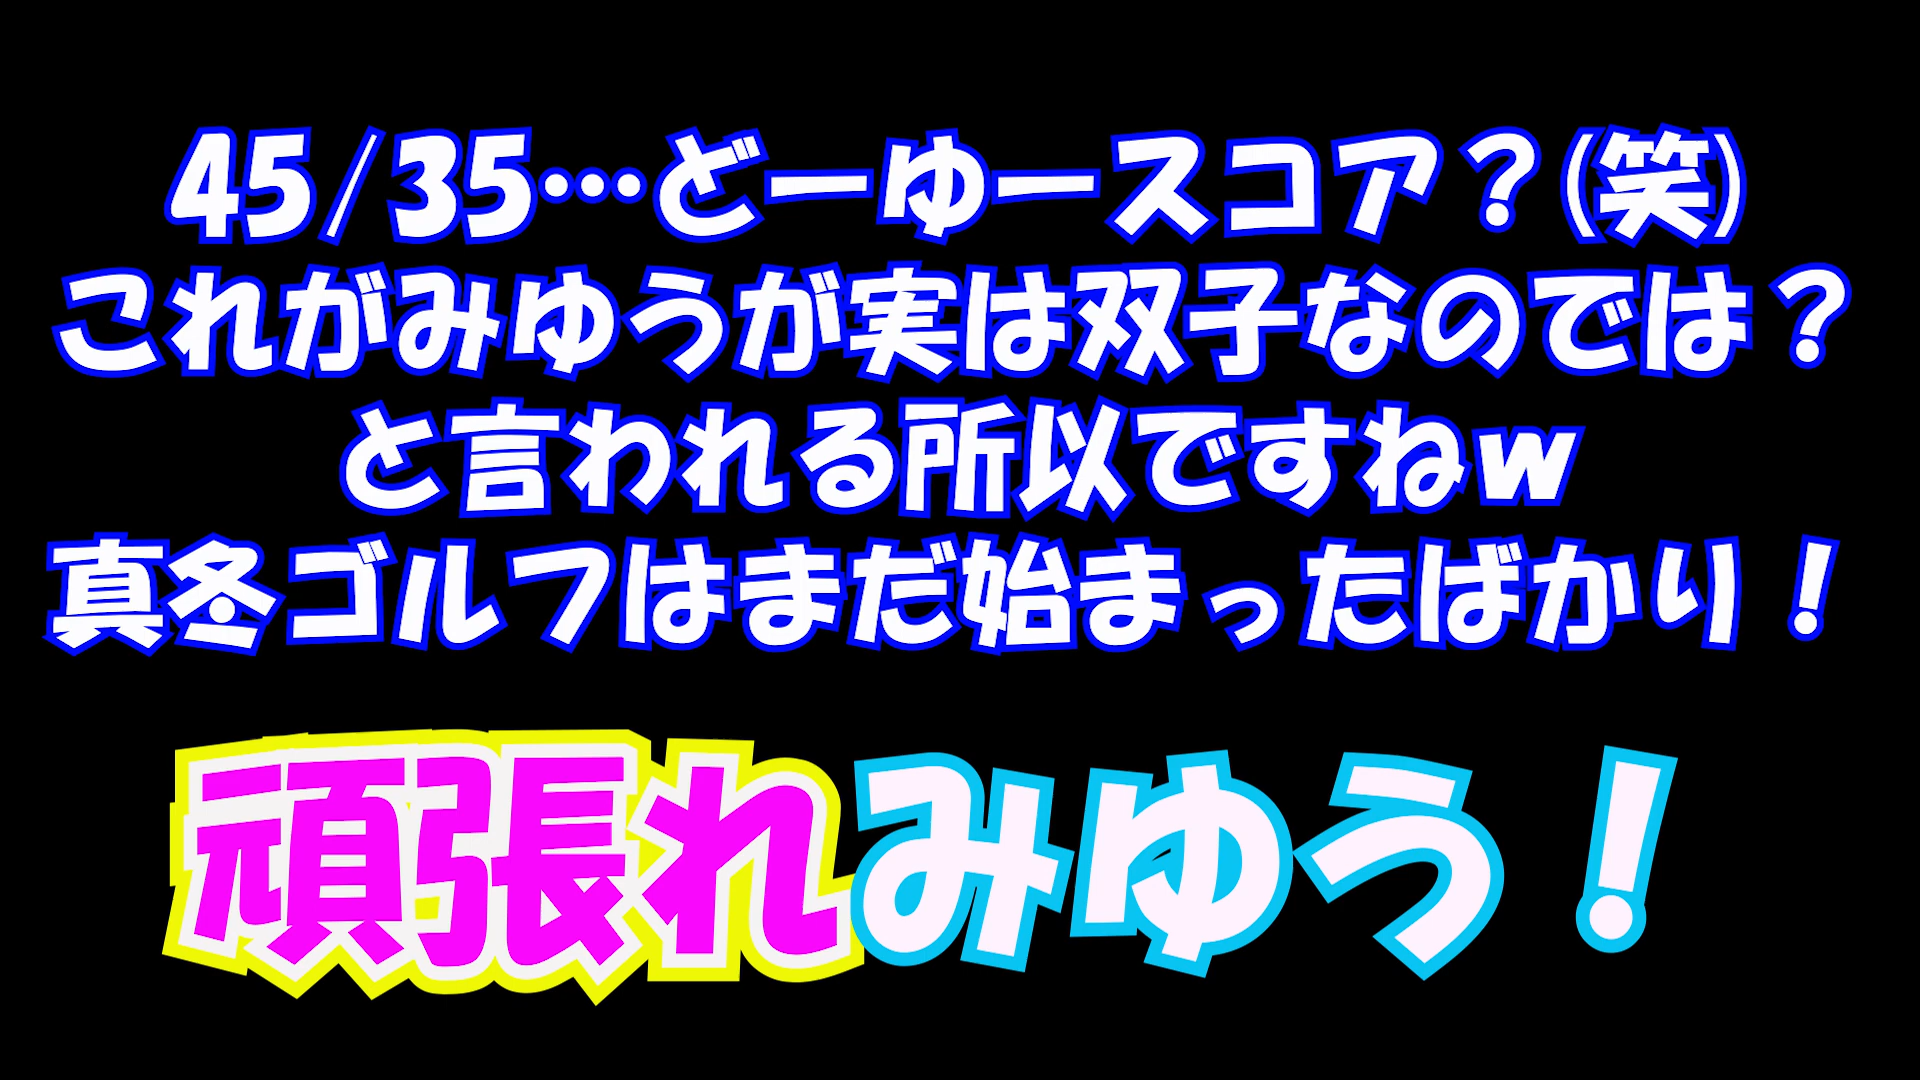 45/35…どーゆースコア？(笑)
これがみゆうが実は双子なのでは？
と言われる所以ですねw
真冬ゴルフはまだ始まったばかり！
頑張れみゆう！